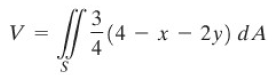 V = ∬_S 3/4 (4 − x − 2y) dA